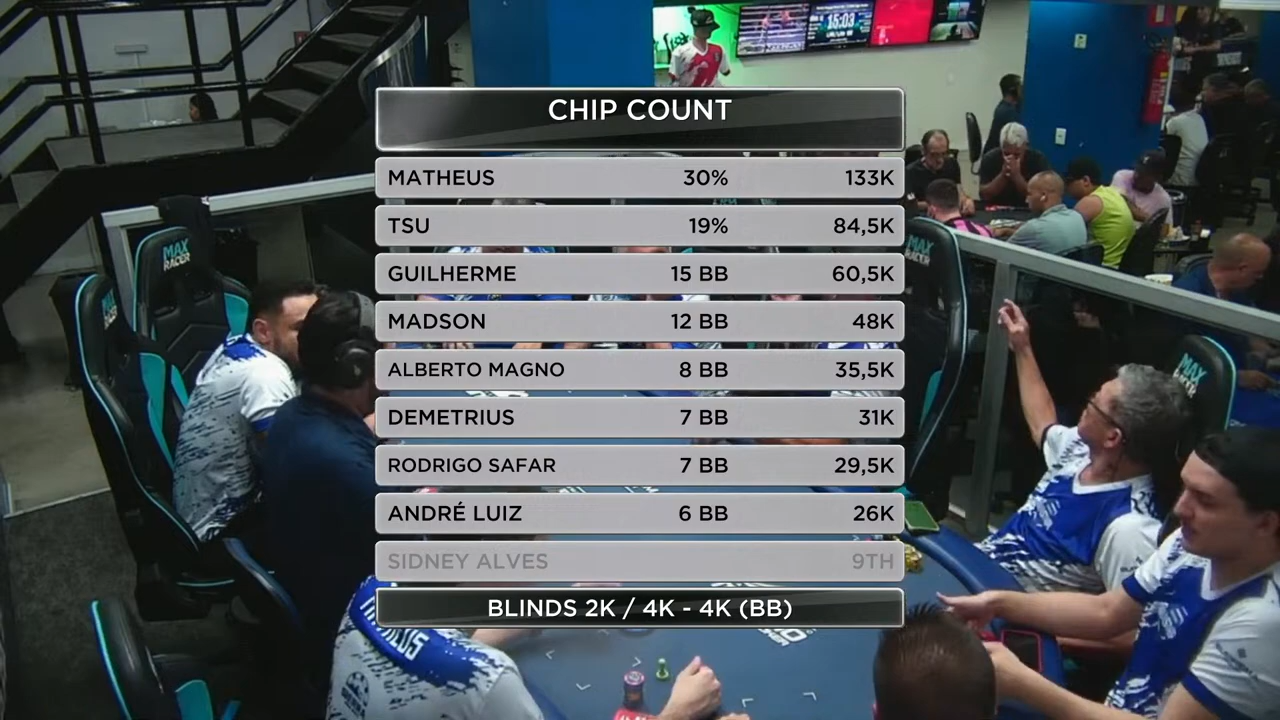 15:03
CHIP COUNT
MATHEUS 30% 133K
TSU 19% 84,5K
GUILHERME 15 BB 60,5K
MADSON 12 BB 48K
ALBERTO MAGNO 8 BB 35,5K
DEMETRIUS 7 BB 31K
RODRIGO SAFAR 7 BB 29,5K
ANDRÉ LUIZ 6 BB 26K
SIDNEY ALVES 9TH
BLINDS 2K / 4K - 4K (BB)
MAX
RACER
MAX
RACER
MAX
RACER